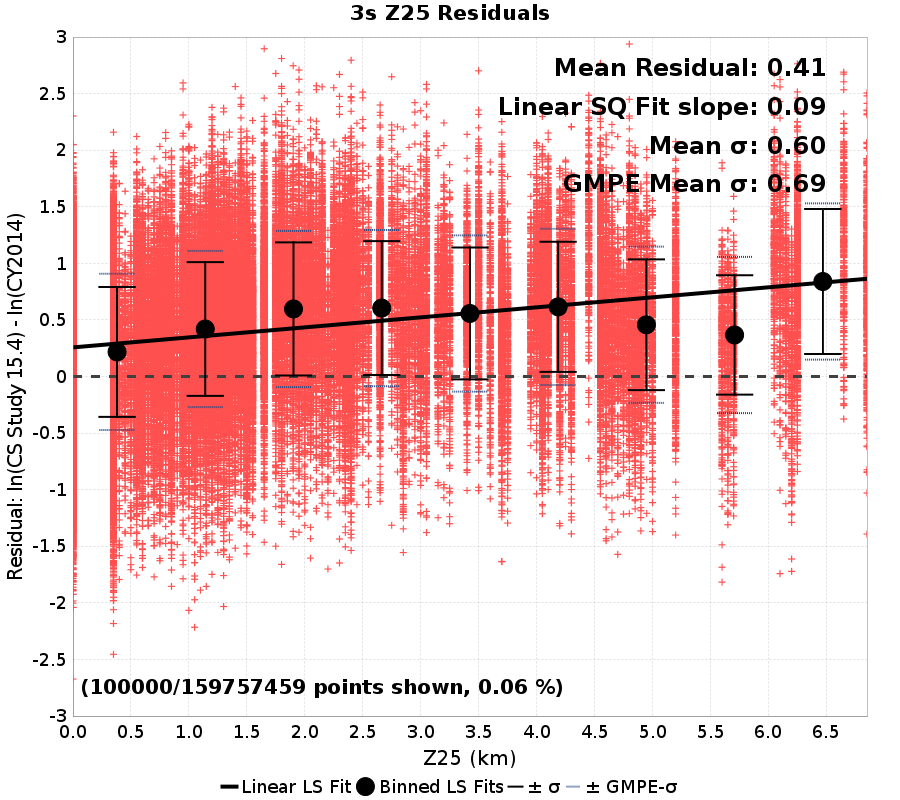 3s Z25 Residuals
Mean Residual: 0.41
Linear SQ Fit slope: 0.09
Mean σ: 0.60
GMPE Mean σ: 0.69
Residual: ln(CS Study 15.4) - ln(CY2014)
3
2.5
2
1.5
1
0.5
0
-0.5
-1
-1.5
-2
-2.5
-3
(100000/159757459 points shown, 0.06 %)
0.0 0.5 1.0 1.5 2.0 2.5 3.0 3.5 4.0 4.5 5.0 5.5 6.0 6.5
Z25 (km)
Linear LS Fit Binned LS Fits ± σ ± GMPE-σ